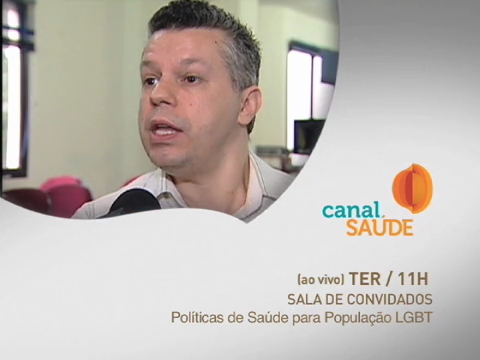 canal
SAÚDE
(ao vivo) TER / 11H
SALA DE CONVIDADOS
Políticas de Saúde para População LGBT